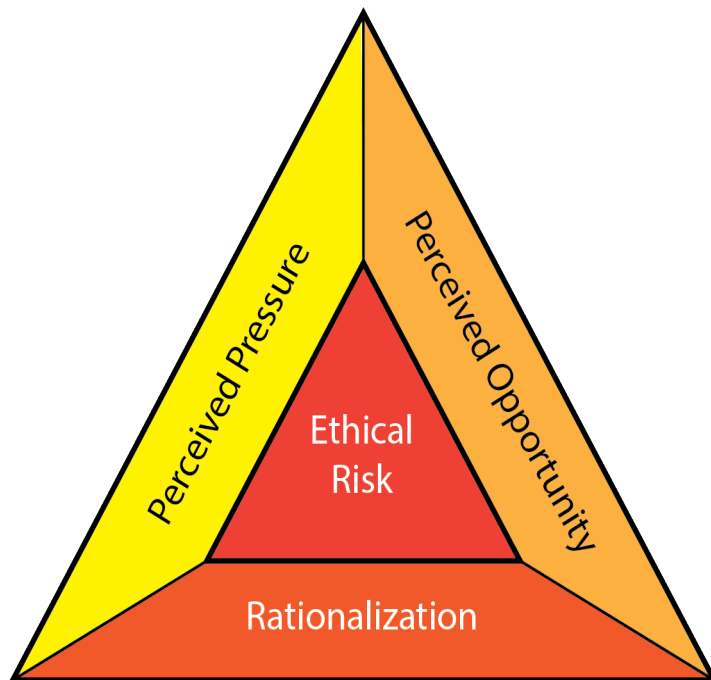 Perceived Pressure
Perceived Opportunity
Ethical
Risk
Rationalization